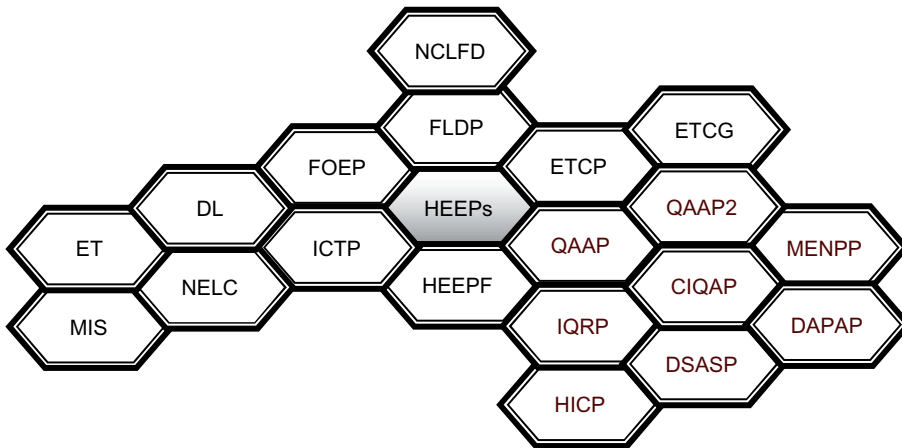 NCLFD
FLDP
ETCG
FOEP
ETCP
DL
HEEPs
QAAP2
ET
ICTP
QAAP
MENPP
NELC
HEEPF
CIQAP
MIS
IQRP
DAPAP
DSASP
HICP